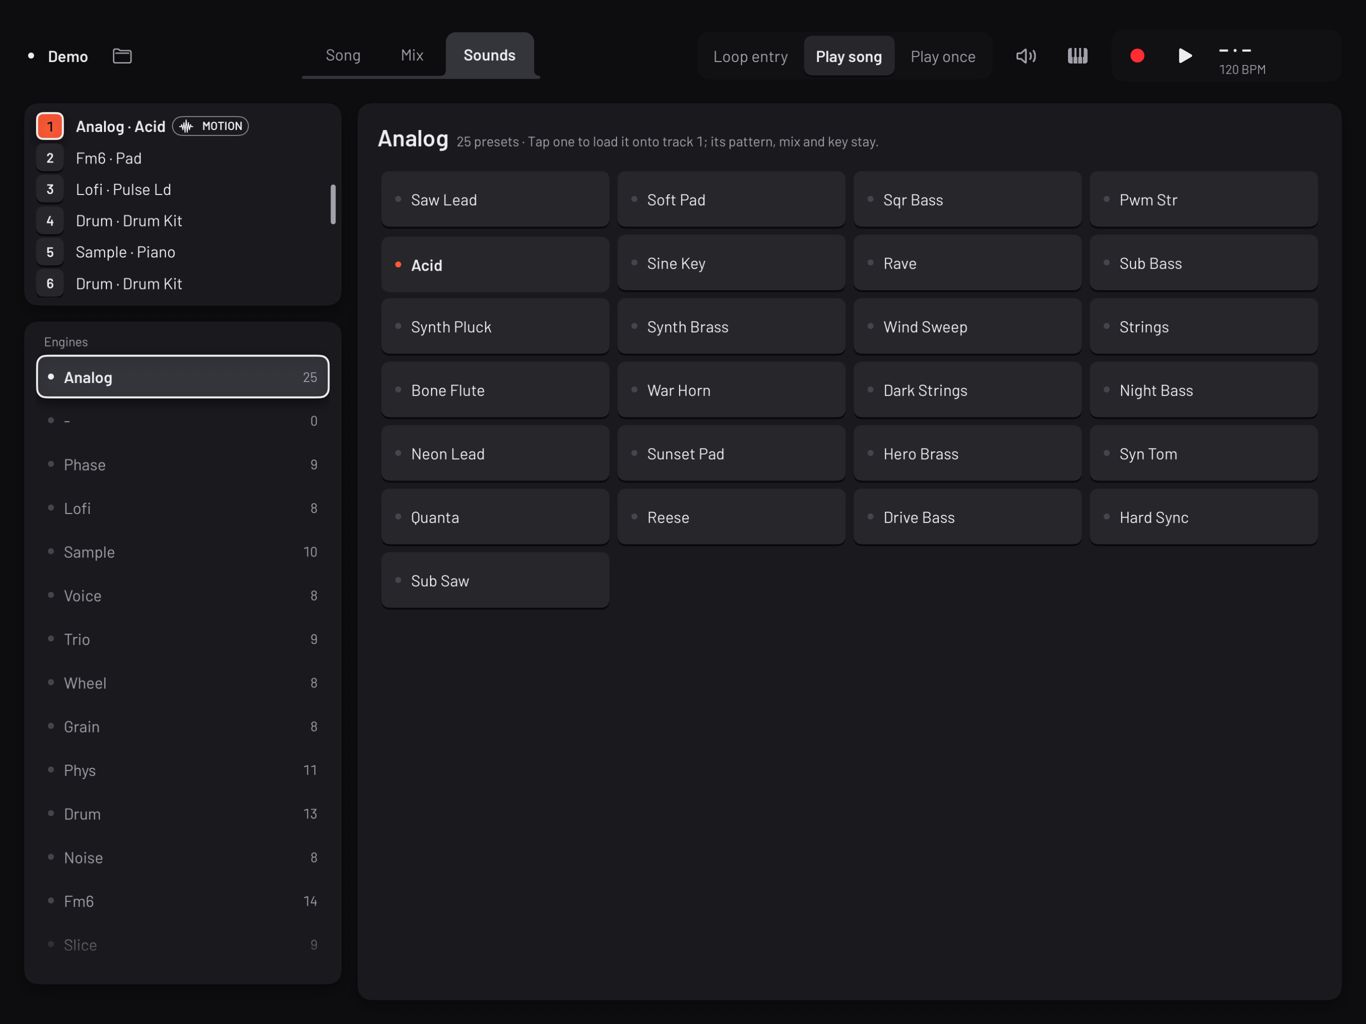 Demo
Song Mix Sounds
Loop entry Play song Play once
120 BPM
1 Analog · Acid MOTION
2 Fm6 · Pad
3 Lofi · Pulse Ld
4 Drum · Drum Kit
5 Sample · Piano
6 Drum · Drum Kit
Engines
Analog 25
- 0
Phase 9
Lofi 8
Sample 10
Voice 8
Trio 9
Wheel 8
Grain 8
Phys 11
Drum 13
Noise 8
Fm6 14
Slice 9
Analog 25 presets · Tap one to load it onto track 1; its pattern, mix and key stay.
Saw Lead Soft Pad Sqr Bass Pwm Str
Acid Sine Key Rave Sub Bass
Synth Pluck Synth Brass Wind Sweep Strings
Bone Flute War Horn Dark Strings Night Bass
Neon Lead Sunset Pad Hero Brass Syn Tom
Quanta Reese Drive Bass Hard Sync
Sub Saw